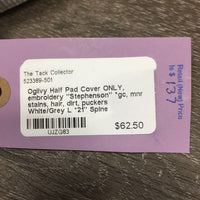 The Tack Collector
523389-501
Ogilvy Half Pad Cover ONLY,
embroidery "Stephenson" *gc, mnr
stains, hair, dirt, puckers
White/Grey L "21" Spine
UJZG83
$62.50
Retail (New) Price
is $137